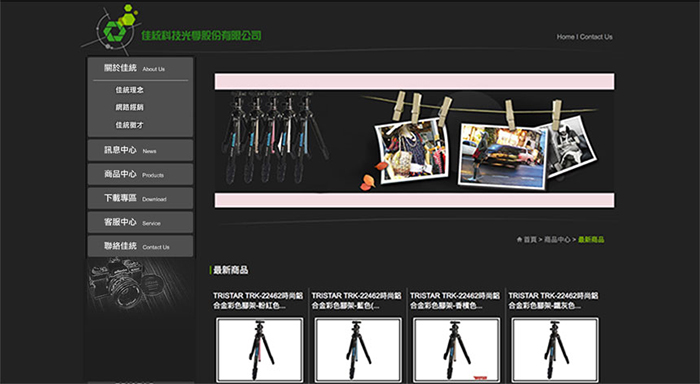 佳統科技光學股份有限公司
Home | Contact Us
關於佳統 About Us
佳統理念
網路經銷
佳統徵才
訊息中心 News
商品中心 Products
下載專區 Download
客服中心 Service
聯絡佳統 Contact Us
首頁 > 商品中心 > 最新商品
最新商品
TRISTAR TRK-22462時尚鋁
合金彩色腳架-粉紅色...
TRISTAR TRK-22462時尚鋁
合金彩色腳架-藍色(...
TRISTAR TRK-22462時尚鋁
合金彩色腳架-香檳色...
TRISTAR TRK-22462時尚鋁
合金彩色腳架-鐵灰色...